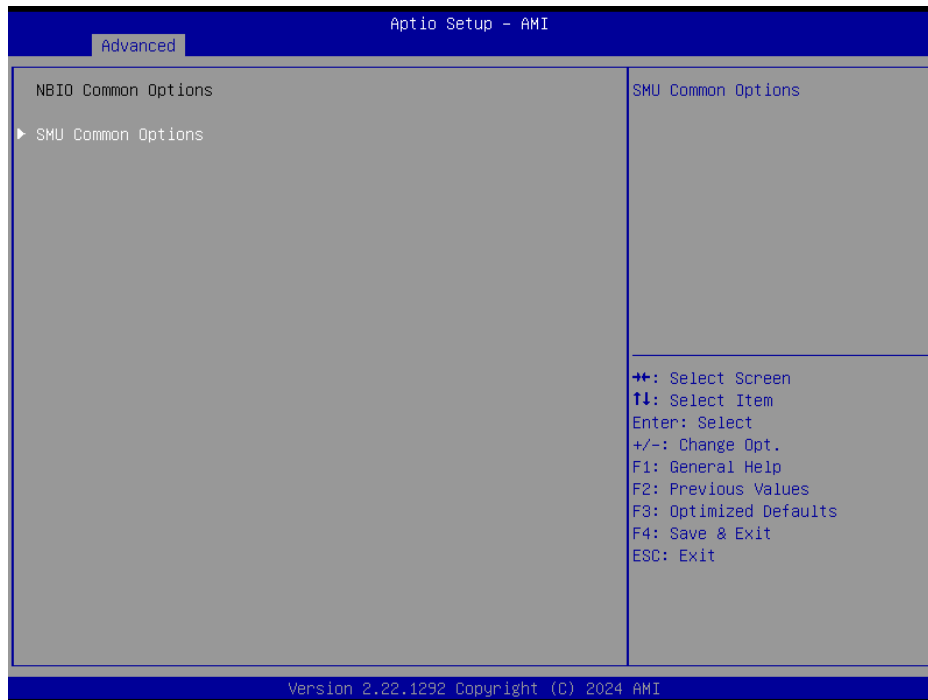 Aptio Setup – AMI
Advanced
NBIO Common Options
SMU Common Options
SMU Common Options
→←: Select Screen
↑↓: Select Item
Enter: Select
+/-: Change Opt.
F1: General Help
F2: Previous Values
F3: Optimized Defaults
F4: Save & Exit
ESC: Exit
Version 2.22.1292 Copyright (C) 2024 AMI